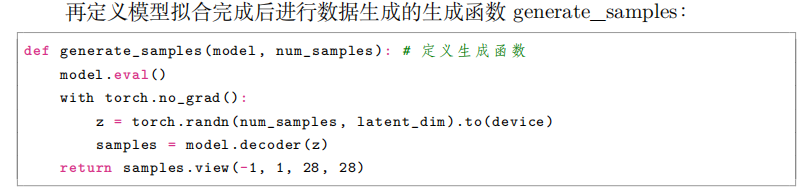 再定义模型拟合完成后进行数据生成的生成函数 generate_samples：
def generate_samples(model, num_samples): # 定义生成函数
    model.eval()
    with torch.no_grad():
        z = torch.randn(num_samples, latent_dim).to(device)
        samples = model.decoder(z)
    return samples.view(-1, 1, 28, 28)